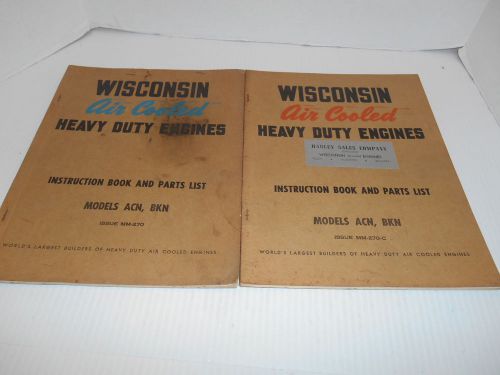 WISCONSIN
Air Cooled
HEAVY DUTY ENGINES
INSTRUCTION BOOK AND PARTS LIST
MODELS ACN, BKN
ISSUE MM-270
WORLD'S LARGEST BUILDERS OF HEAVY DUTY AIR COOLED ENGINES
WISCONSIN
Air Cooled
HEAVY DUTY ENGINES
HADLEY SALES COMPANY
WISCONSIN ENGINES
INSTRUCTION BOOK AND PARTS LIST
MODELS ACN, BKN
ISSUE MM-270-C
WORLD'S LARGEST BUILDERS OF HEAVY DUTY AIR COOLED ENGINES